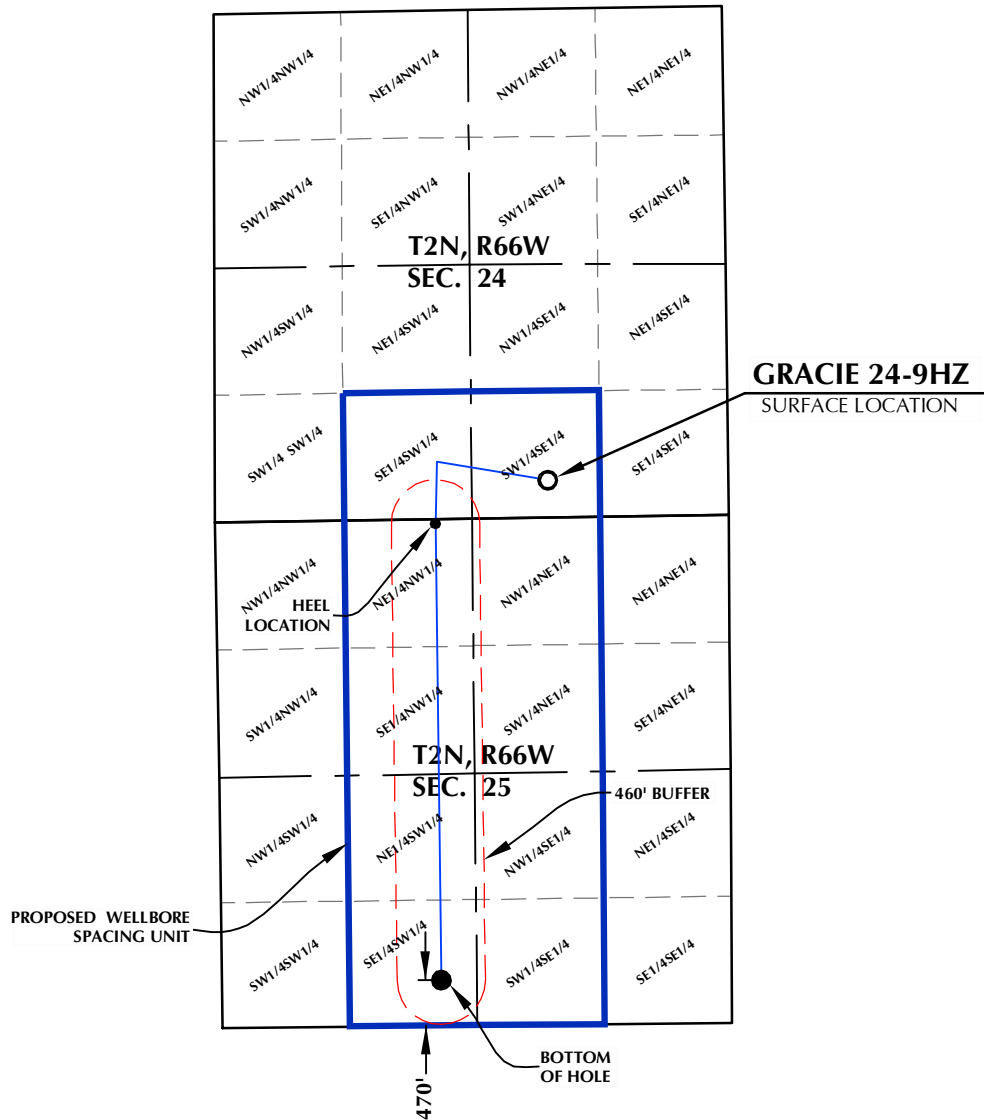 NW1/4NW1/4
NE1/4NW1/4
NW1/4NE1/4
NE1/4NE1/4
SW1/4NW1/4
SE1/4NW1/4
SW1/4NE1/4
SE1/4NE1/4
T2N, R66W
SEC. 24
NW1/4SW1/4
NE1/4SW1/4
NW1/4SE1/4
NE1/4SE1/4
GRACIE 24-9HZ
SURFACE LOCATION
SW1/4 SW1/4
SE1/4SW1/4
SW1/4SE1/4
SE1/4SE1/4
NW1/4NW1/4
NE1/4NW1/4
NW1/4NE1/4
NE1/4NE1/4
HEEL
LOCATION
SW1/4NW1/4
SE1/4NW1/4
SW1/4NE1/4
SE1/4NE1/4
T2N, R66W
SEC. 25
460' BUFFER
NW1/4SW1/4
NE1/4SW1/4
NW1/4SE1/4
NE1/4SE1/4
PROPOSED WELLBORE
SPACING UNIT
SW1/4SW1/4
SE1/4SW1/4
SW1/4SE1/4
SE1/4SE1/4
BOTTOM
OF HOLE
470'